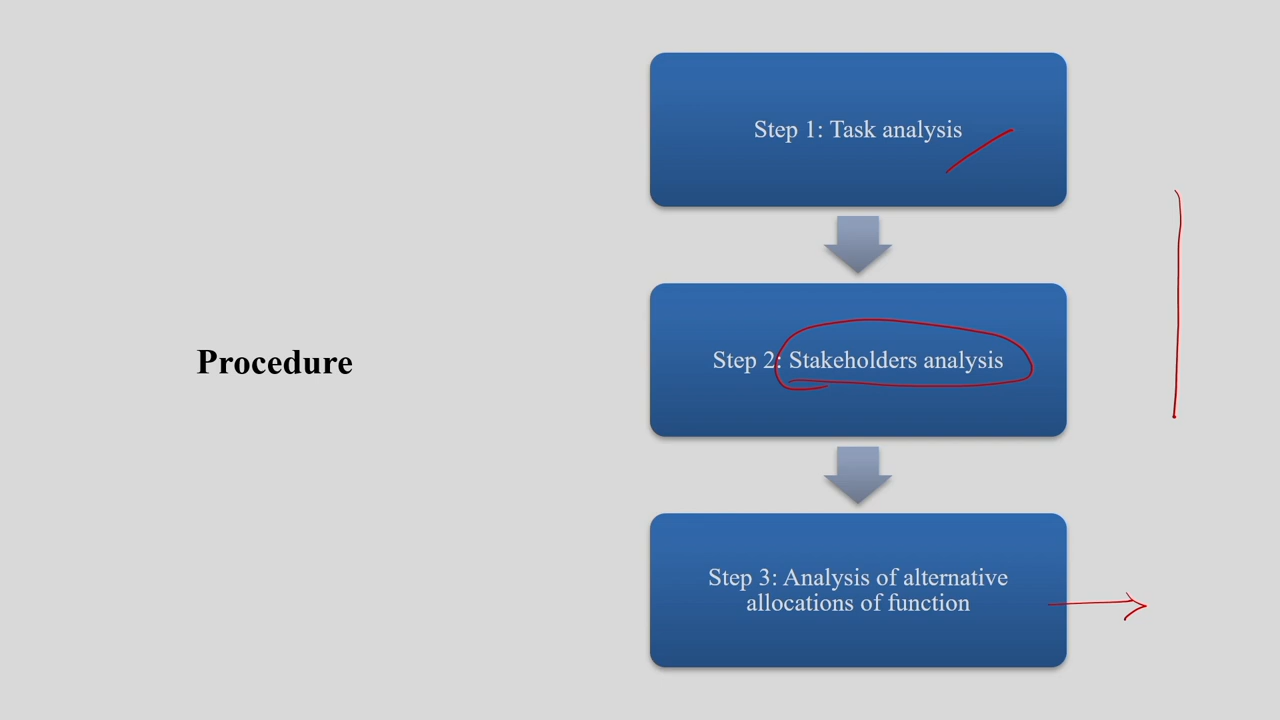 Procedure
Step 1: Task analysis
Step 2: Stakeholders analysis
Step 3: Analysis of alternative
allocations of function